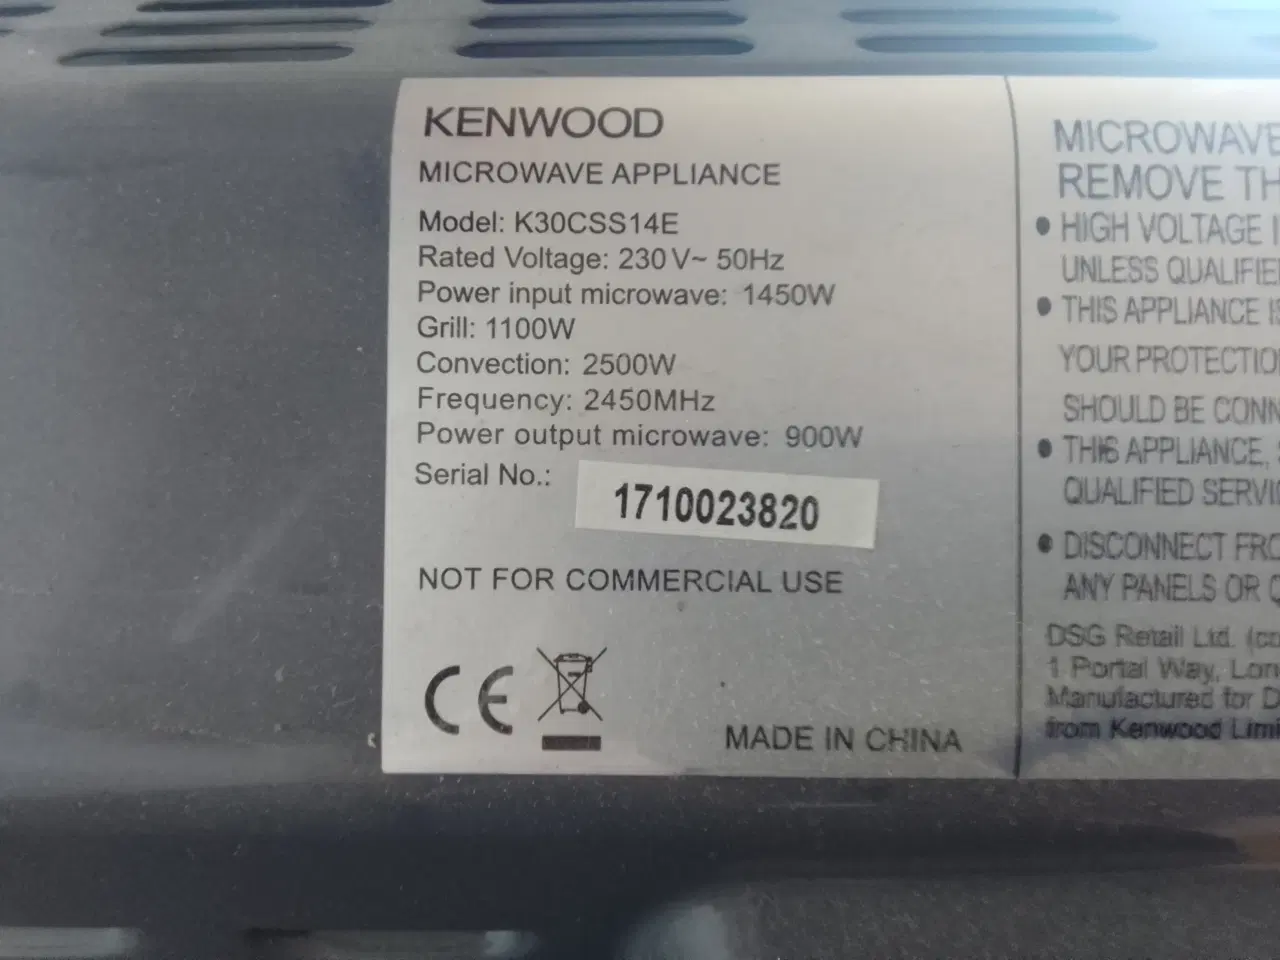 KENWOOD
MICROWAVE APPLIANCE
Model: K30CSS14E
Rated Voltage: 230V~ 50Hz
Power input microwave: 1450W
Grill: 1100W
Convection: 2500W
Frequency: 2450MHz
Power output microwave: 900W
Serial No.: 1710023820
NOT FOR COMMERCIAL USE
CE
MADE IN CHINA
MICROWAVE
REMOVE
• HIGH VOLTAGE
UNLESS
• THIS APPLIANCE
YOUR
SHOULD BE
• THIS APPLIANCE,
QUALIFIED
• DISCONNECT
ANY PANELS OR
DSG Retail Ltd.
1 Portal Way,
Manufactured for
from Kenwood